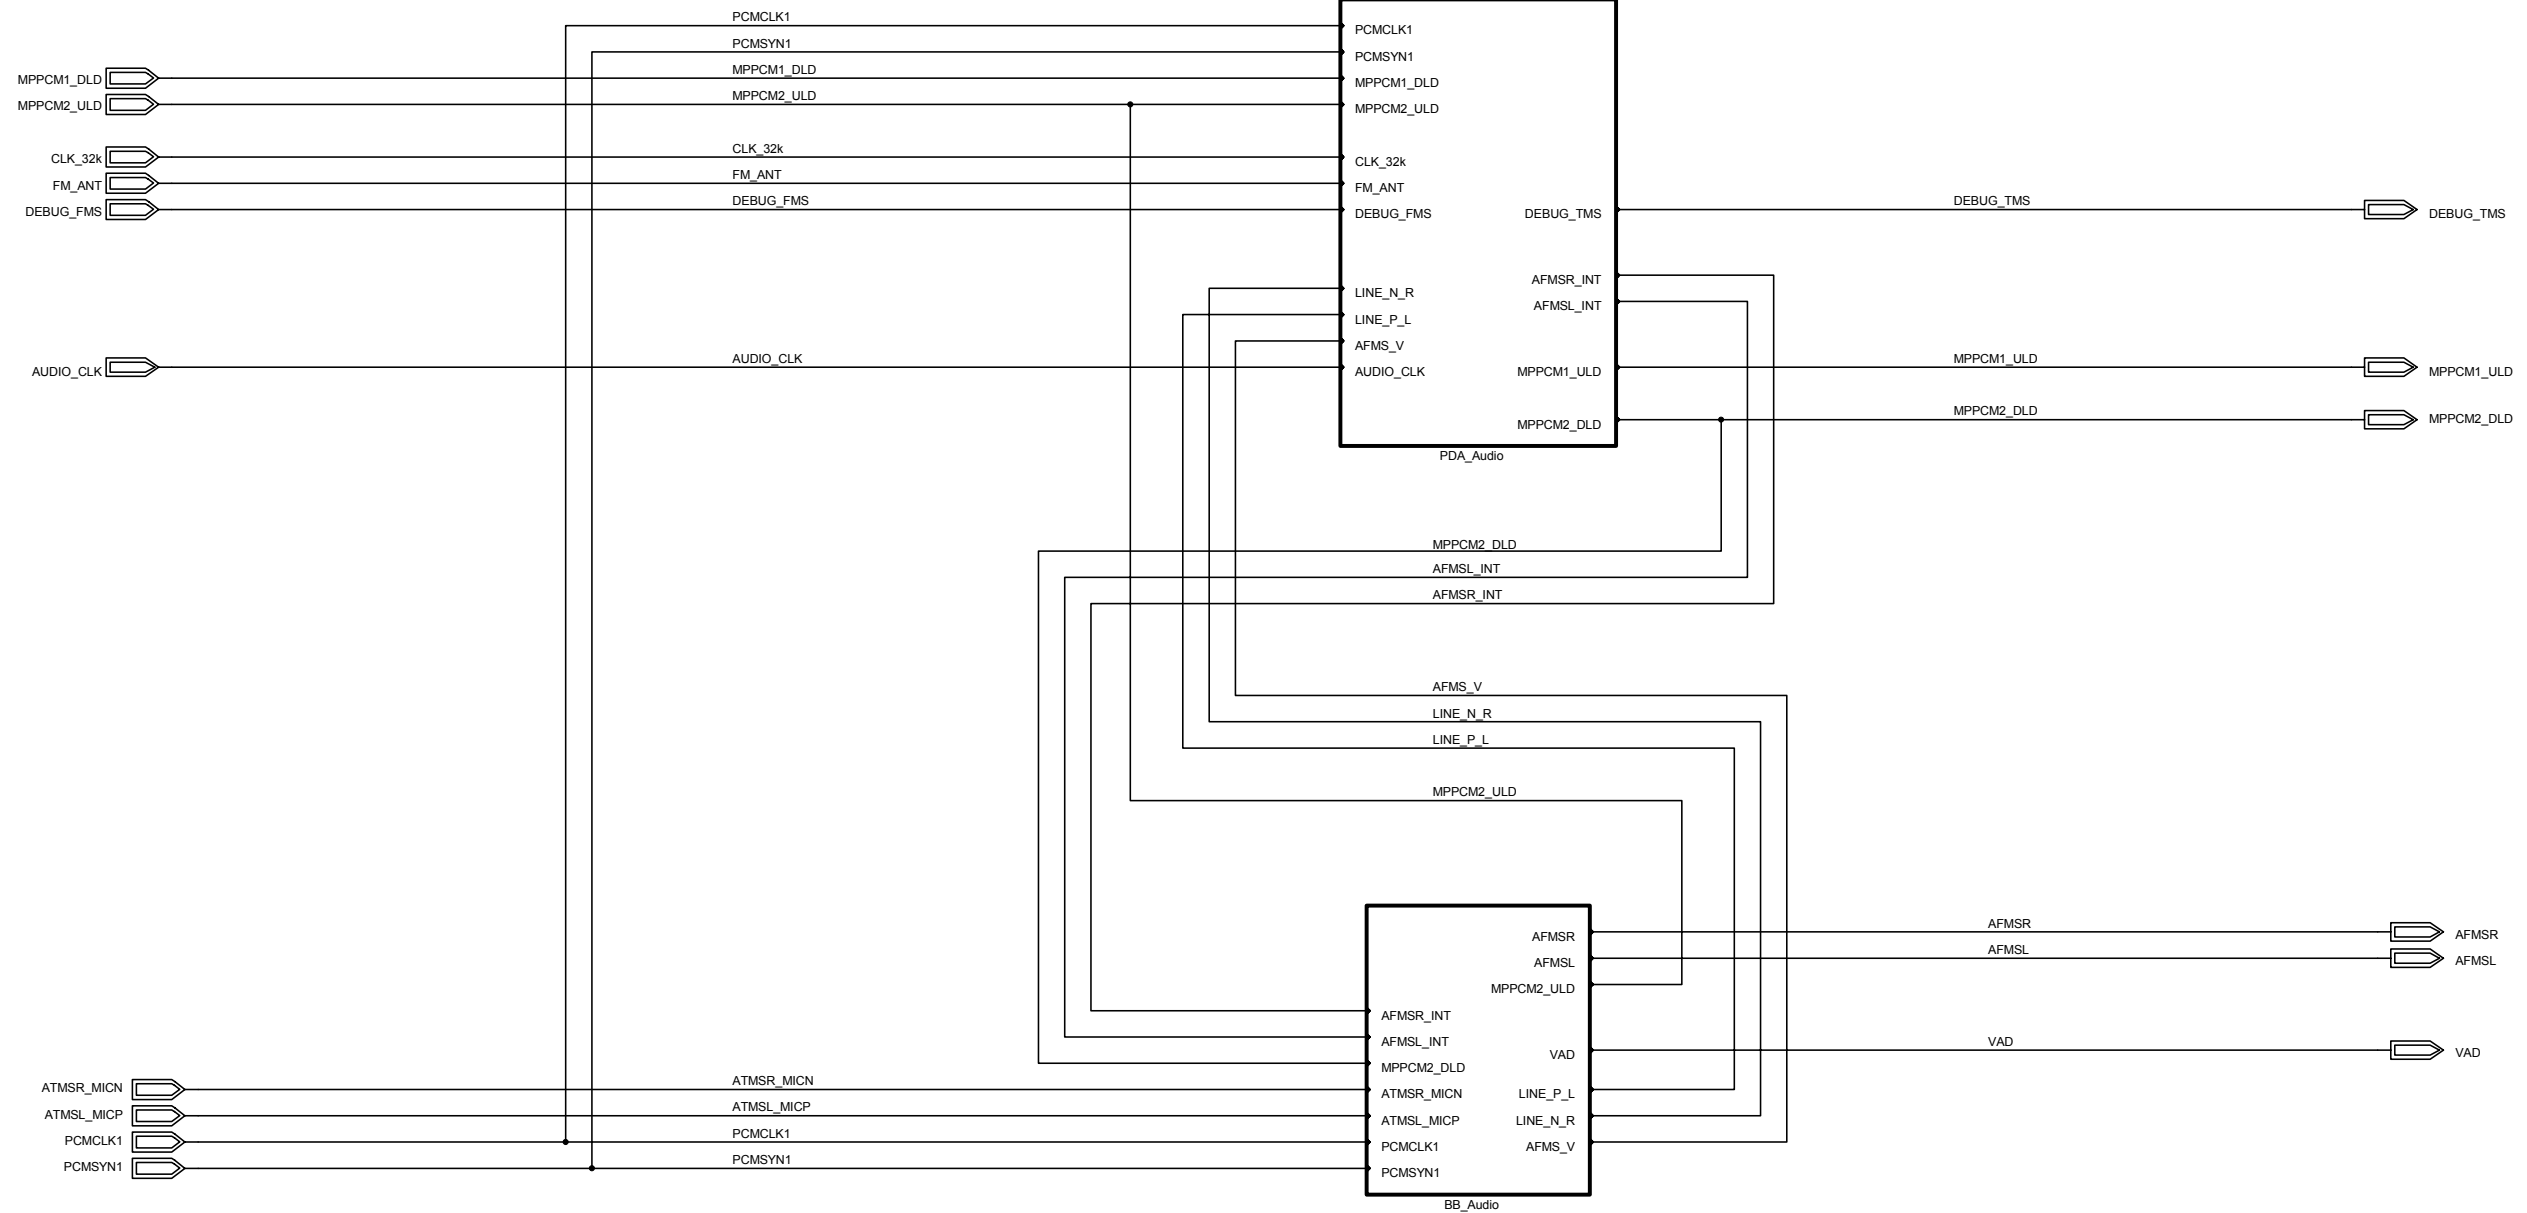 PCMCLK1
PCMCLK1
PCMSYN1
PCMSYN1
MPPCM1_DLD
MPPCM1_DLD
MPPCM1_DLD
MPPCM2_ULD
MPPCM2_ULD
MPPCM2_ULD
CLK_32k
CLK_32k
CLK_32k
FM_ANT
FM_ANT
FM_ANT
DEBUG_FMS
DEBUG_FMS
DEBUG_FMS
DEBUG_TMS
DEBUG_TMS
DEBUG_TMS
AFMSR_INT
LINE_N_R
AFMSL_INT
LINE_P_L
AFMS_V
AUDIO_CLK
AUDIO_CLK
AUDIO_CLK
MPPCM1_ULD
MPPCM1_ULD
MPPCM1_ULD
MPPCM2_DLD
MPPCM2_DLD
MPPCM2_DLD
PDA_Audio
MPPCM2_DLD
AFMSL_INT
AFMSR_INT
AFMS_V
LINE_N_R
LINE_P_L
MPPCM2_ULD
AFMSR
AFMSR
AFMSR
AFMSL
AFMSL
AFMSL
MPPCM2_ULD
AFMSR_INT
AFMSL_INT
VAD
VAD
VAD
MPPCM2_DLD
ATMSR_MICN
ATMSR_MICN
ATMSR_MICN
LINE_P_L
ATMSL_MICP
ATMSL_MICP
ATMSL_MICP
LINE_N_R
PCMCLK1
PCMCLK1
PCMCLK1
AFMS_V
PCMSYN1
PCMSYN1
PCMSYN1
BB_Audio